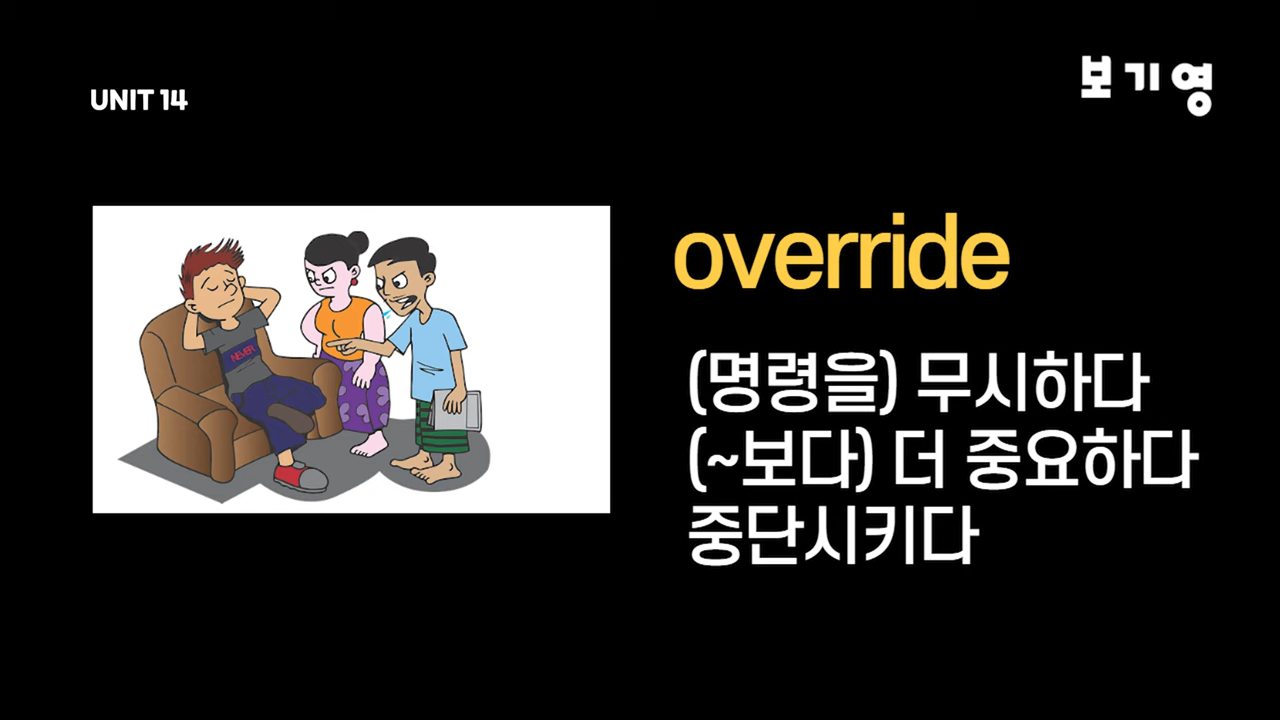 UNIT 14
보기영
NEVER
override
(명령을) 무시하다
(~보다) 더 중요하다
중단시키다